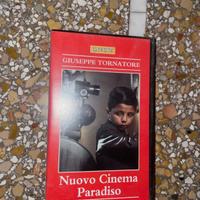 GIUSEPPE TORNATORE
Nuovo Cinema
Paradiso